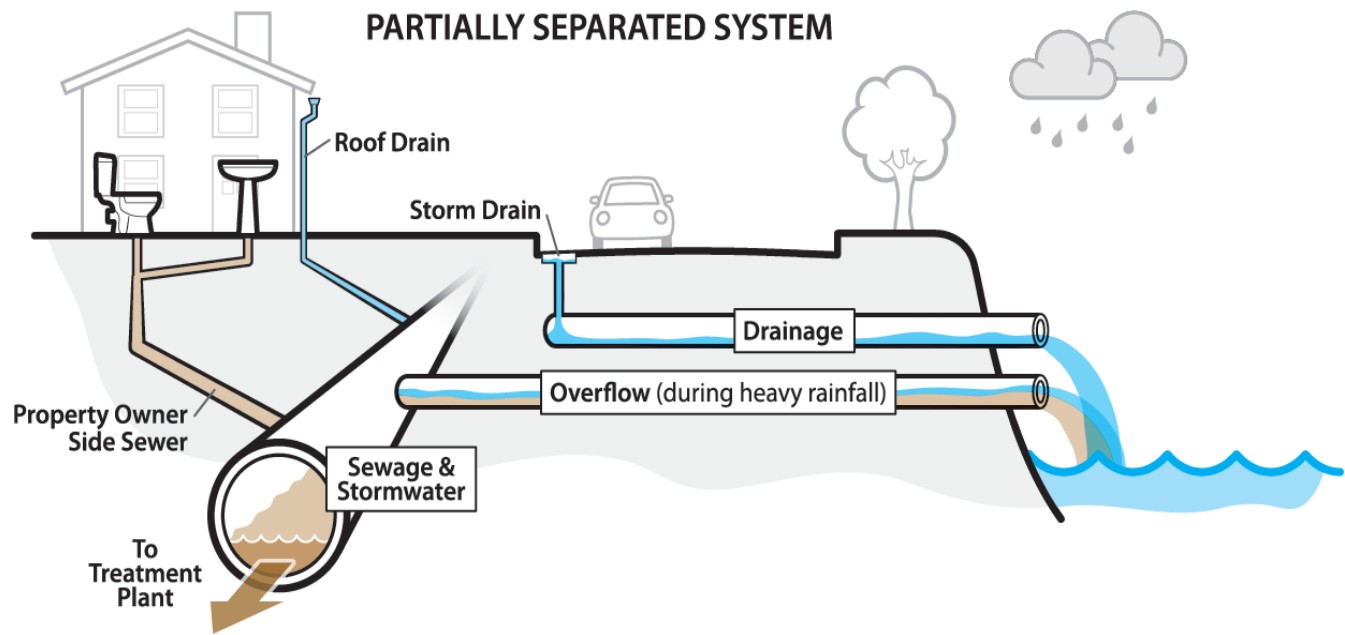 PARTIALLY SEPARATED SYSTEM
Roof Drain
Storm Drain
Drainage
Overflow (during heavy rainfall)
Property Owner
Side Sewer
Sewage &
Stormwater
To
Treatment
Plant